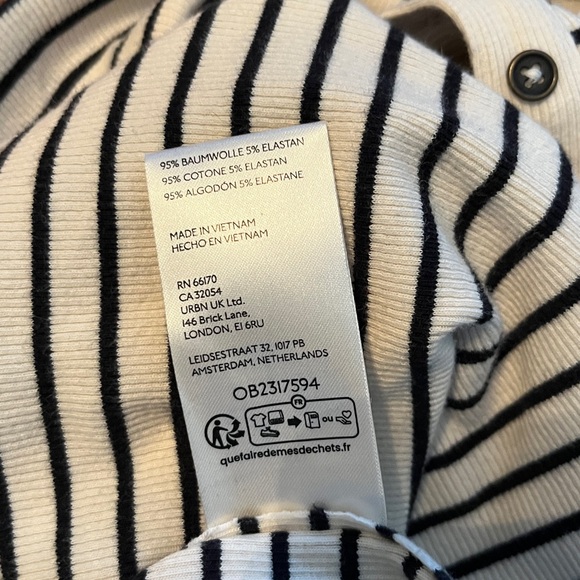 95% BAUMWOLLE 5% ELASTAN
95% COTONE 5% ELASTAN
95% ALGODÓN 5% ELASTANE
MADE IN VIETNAM
HECHO EN VIETNAM
RN 66170
CA 32054
URBN UK Ltd.
146 Brick Lane,
LONDON, E1 6RU
LEIDSESTRAAT 32, 1017 PB
AMSTERDAM, NETHERLANDS
OB2317594
FR
ou
quefairedemesdechets.fr